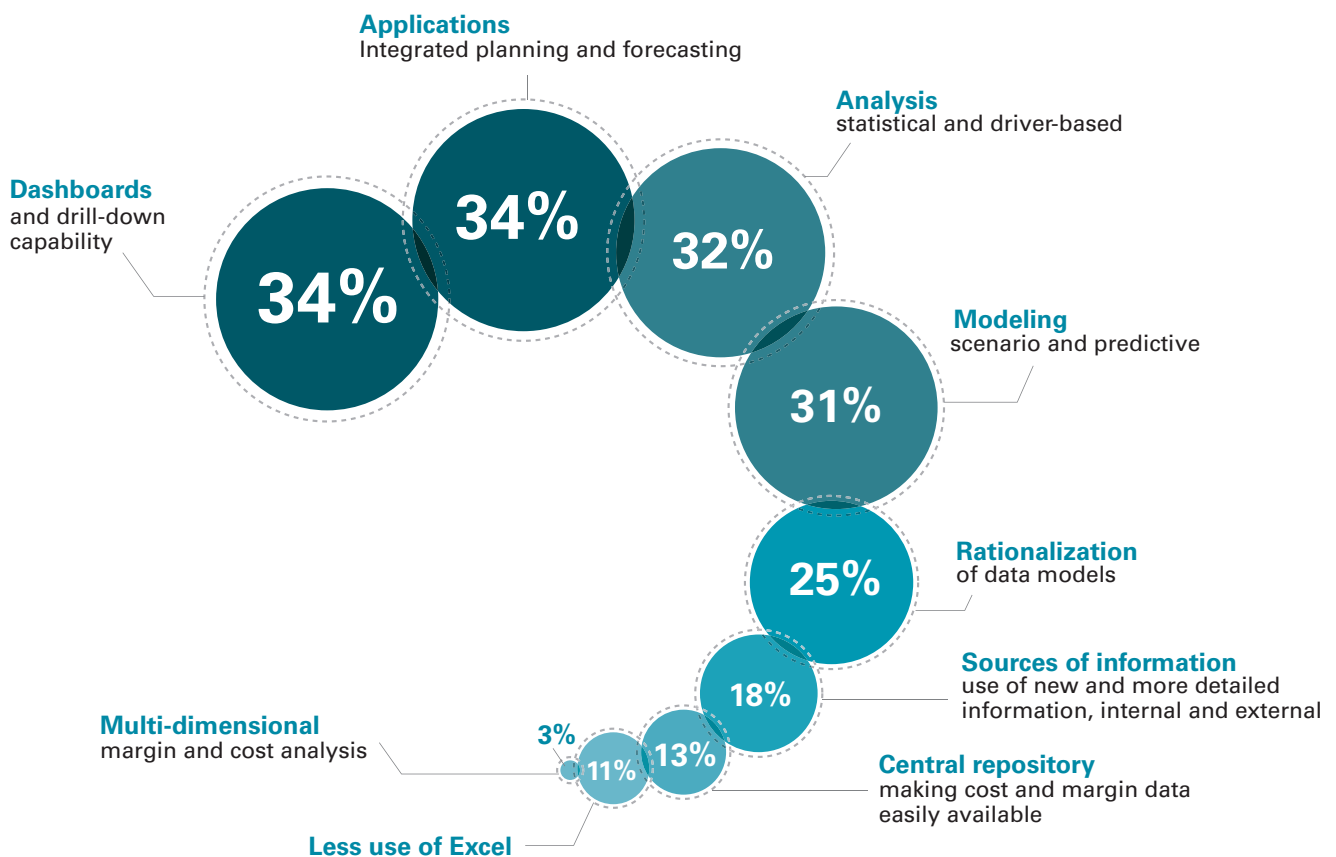 Applications
Integrated planning and forecasting
34%
Analysis
statistical and driver-based
32%
Dashboards
and drill-down
capability
34%
Modeling
scenario and predictive
31%
Rationalization
of data models
25%
Sources of information
use of new and more detailed
information, internal and external
18%
Central repository
making cost and margin data
easily available
13%
Less use of Excel
11%
Multi-dimensional
margin and cost analysis
3%